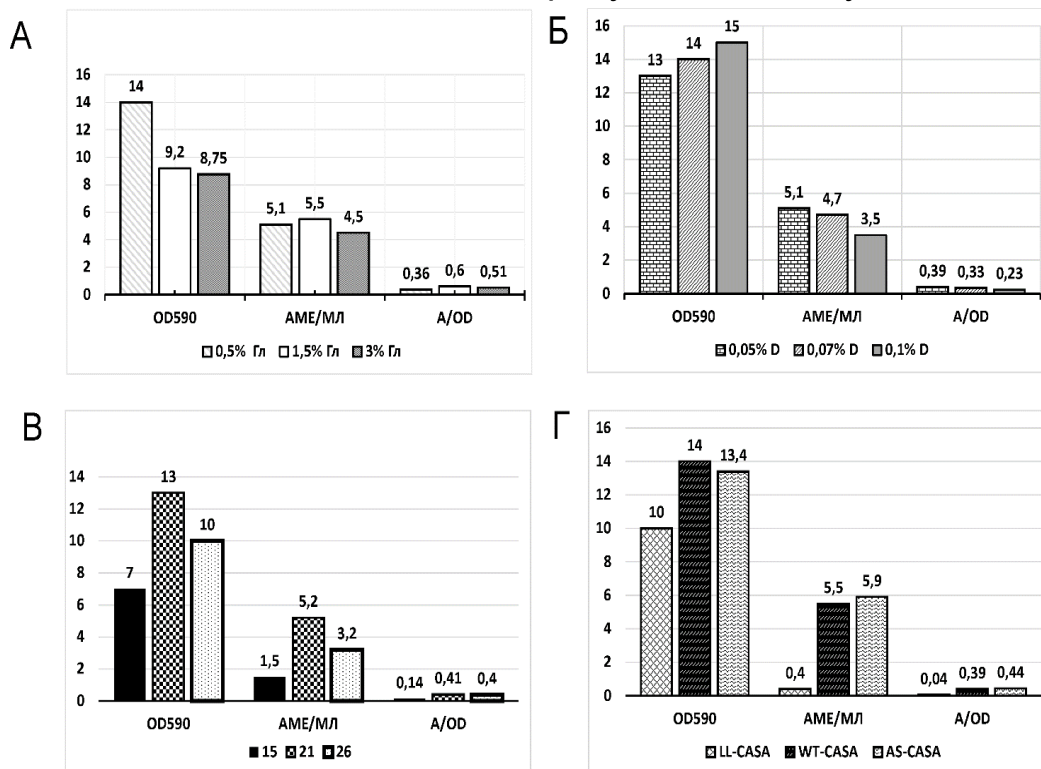 А
16
14
12
10
8
6
4
2
0
14
9,2
8,75
5,1
5,5
4,5
0,36
0,6
0,51
OD590
АМЕ/МЛ
A/OD
0,5% Гл
1,5% Гл
3% Гл
Б
16
14
12
10
8
6
4
2
0
13
14
15
5,1
4,7
3,5
0,39
0,33
0,23
OD590
АМЕ/МЛ
A/OD
0,05% D
0,07% D
0,1% D
В
14
12
10
8
6
4
2
0
7
13
10
1,5
5,2
3,2
0,14
0,41
0,4
OD590
АМЕ/МЛ
A/OD
15
21
26
Г
16
14
12
10
8
6
4
2
0
10
14
13,4
0,4
5,5
5,9
0,04
0,39
0,44
OD590
АМЕ/МЛ
A/OD
LL-CASA
WT-CASA
AS-CASA